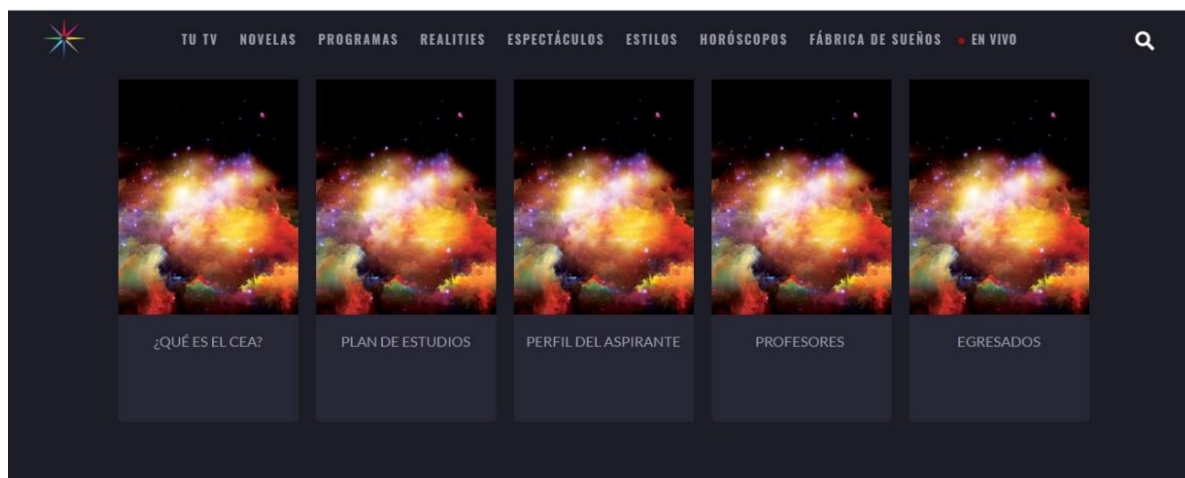 TU TV NOVELAS PROGRAMAS REALITIES ESPECTÁCULOS ESTILOS HORÓSCOPOS FÁBRICA DE SUEÑOS EN VIVO
¿QUÉ ES EL CEA? PLAN DE ESTUDIOS PERFIL DEL ASPIRANTE PROFESORES EGRESADOS